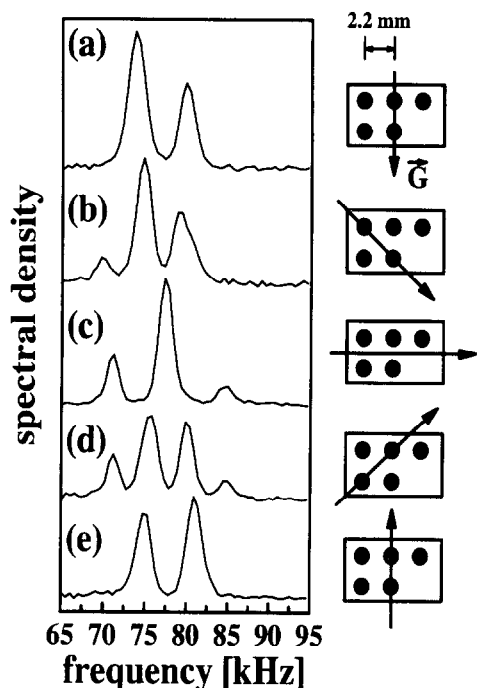 2.2 mm
(a)
G
(b)
(c)
(d)
(e)
spectral density
65 70 75 80 85 90 95
frequency [kHz]